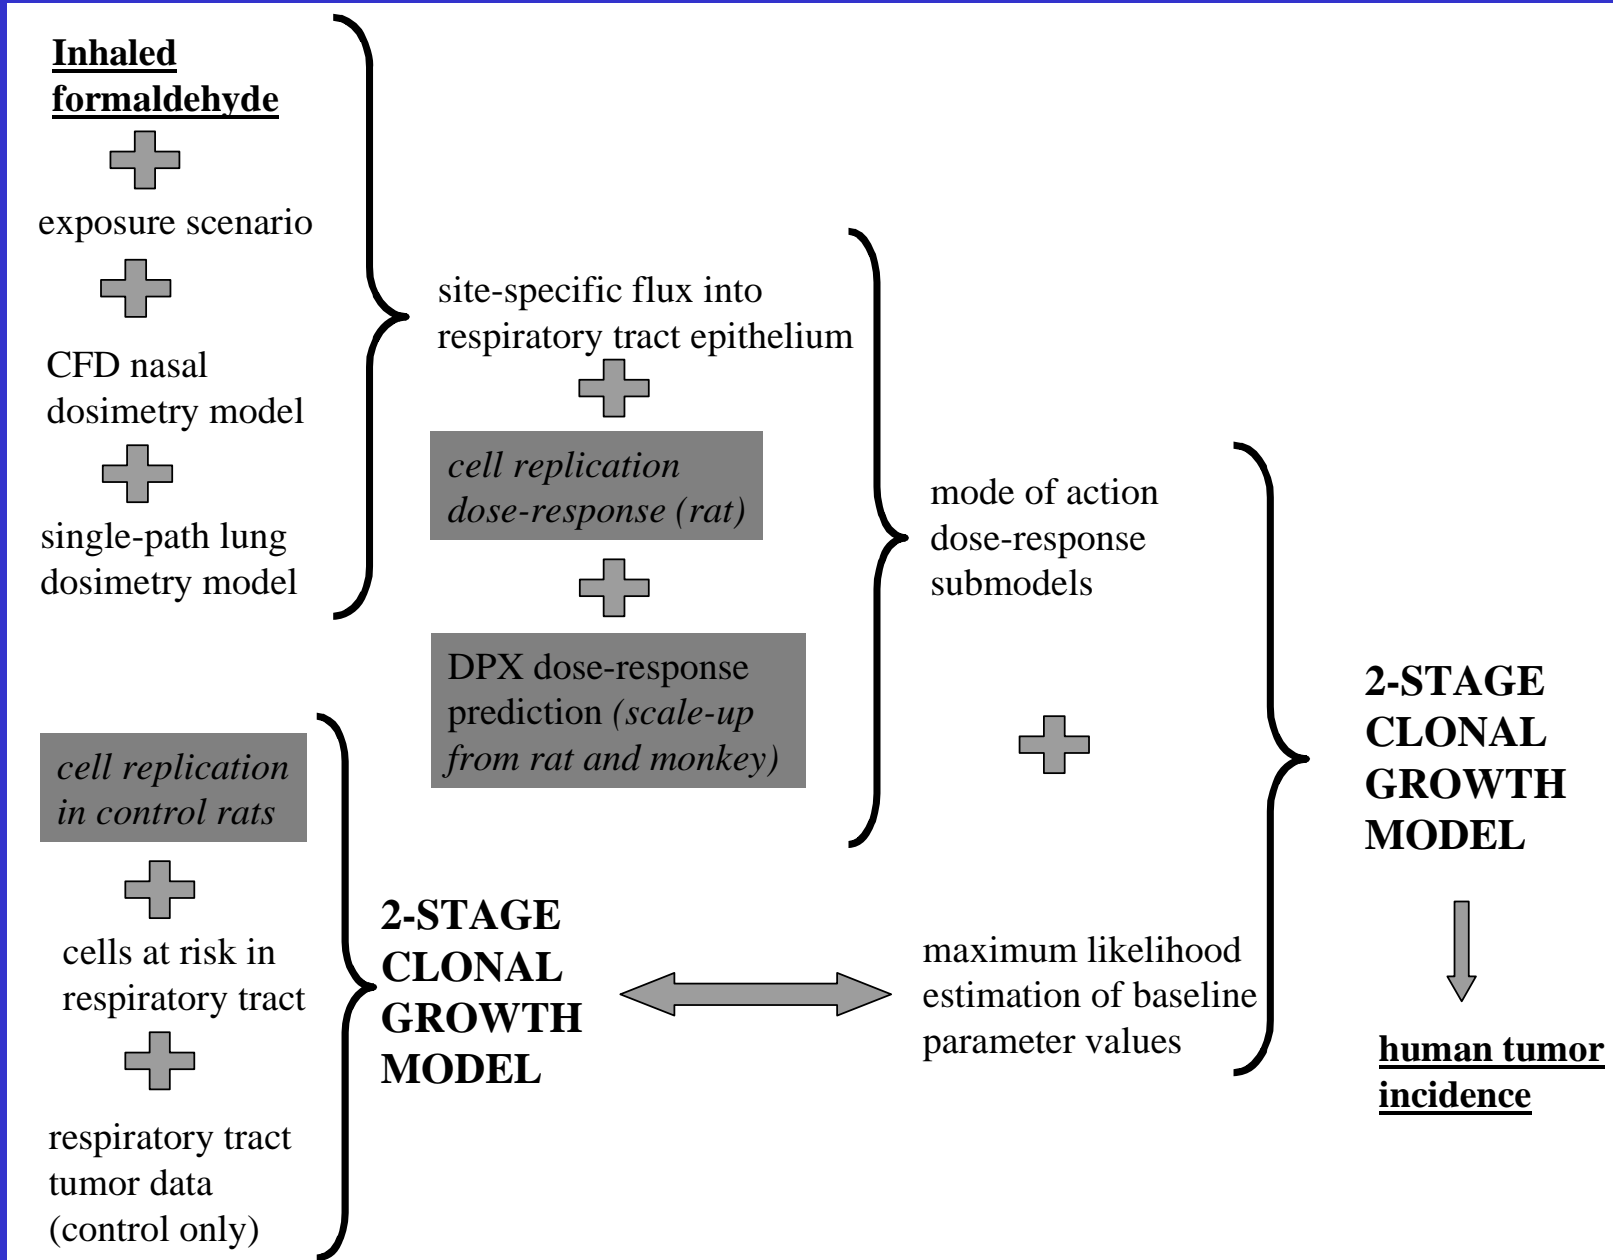 Inhaled
formaldehyde
exposure scenario
CFD nasal
dosimetry model
single-path lung
dosimetry model
site-specific flux into
respiratory tract epithelium
cell replication
dose-response (rat)
DPX dose-response
prediction (scale-up
from rat and monkey)
mode of action
dose-response
submodels
cell replication
in control rats
cells at risk in
respiratory tract
respiratory tract
tumor data
(control only)
2-STAGE
CLONAL
GROWTH
MODEL
maximum likelihood
estimation of baseline
parameter values
2-STAGE
CLONAL
GROWTH
MODEL
human tumor
incidence